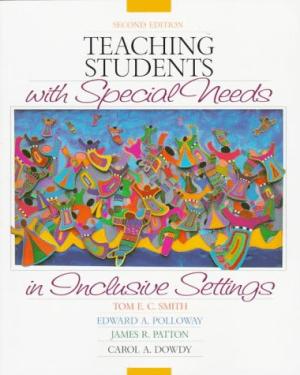 SECOND EDITION
TEACHING
STUDENTS
with Special Needs
in Inclusive Settings
TOM E. C. SMITH
EDWARD A. POLLOWAY
JAMES R. PATTON
CAROL A. DOWDY